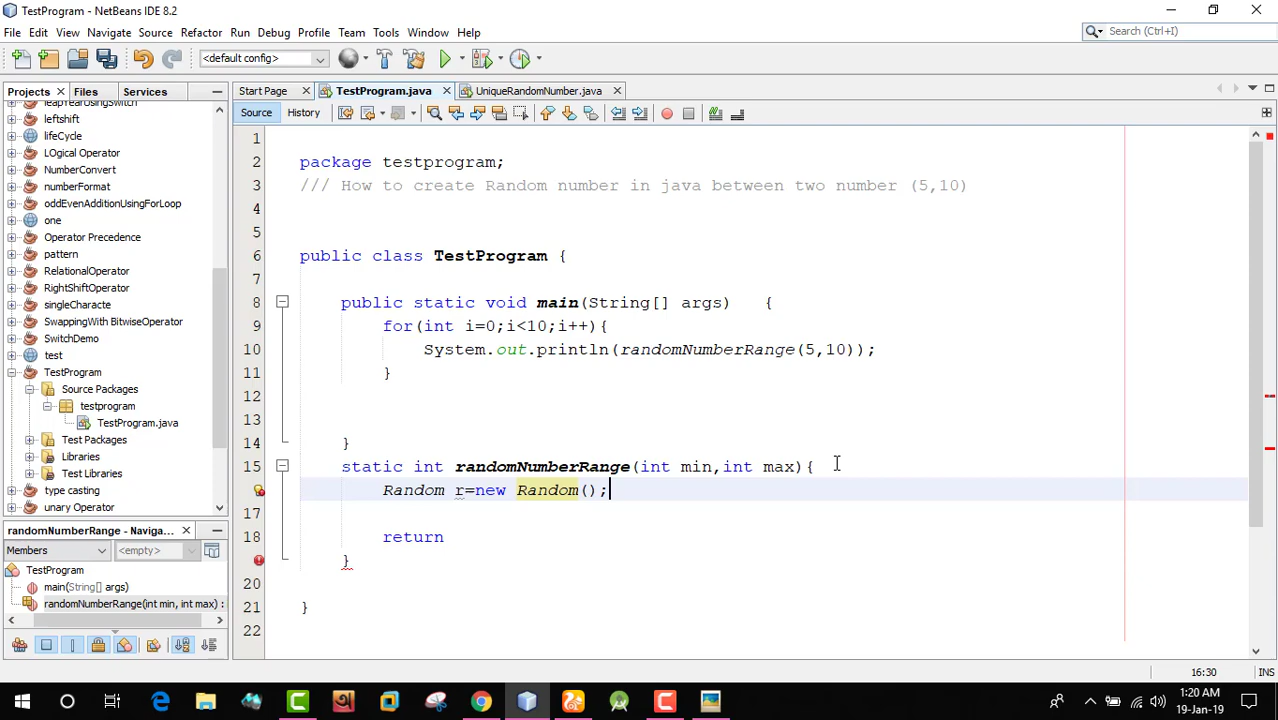 TestProgram - NetBeans IDE 8.2
File Edit View Navigate Source Refactor Run Debug Profile Team Tools Window Help
Search (Ctrl+I)
<default config>
Projects Files Services
Start Page TestProgram.java UniqueRandomNumber.java
Source History
leapYearUsingSwitch
leftshift
lifeCycle
LOgical Operator
NumberConvert
numberFormat
oddEvenAdditionUsingForLoop
one
Operator Precedence
pattern
RelationalOperator
RightShiftOperator
singleCharacte
SwappingWith BitwiseOperator
SwitchDemo
test
TestProgram
Source Packages
testprogram
TestProgram.java
Test Packages
Libraries
Test Libraries
type casting
unary Operator
randomNumberRange - Naviga...
Members <empty>
TestProgram
main(String[] args)
randomNumberRange(int min, int max) :
1
2 package testprogram;
3 /// How to create Random number in java between two number (5,10)
4
5
6 public class TestProgram {
7
8 public static void main(String[] args) {
9 for(int i=0;i<10;i++){
10 System.out.println(randomNumberRange(5,10));
11 }
12
13
14 }
15 static int randomNumberRange(int min,int max){
Random r=new Random();
17
18 return
}
20
21 }
22
16:30 INS
1:20 AM
19-Jan-19